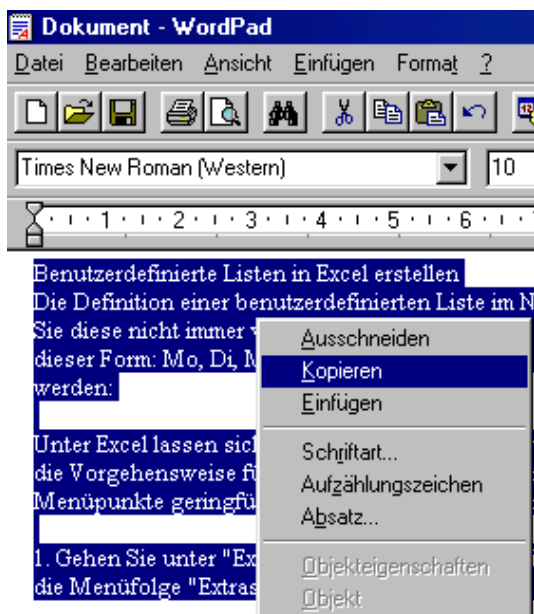 Dokument - WordPad
Datei Bearbeiten Ansicht Einfügen Format ?
Times New Roman (Western) 10
1 2 3 4 5 6
Benutzerdefinierte Listen in Excel erstellen
Die Definition einer benutzerdefinierten Liste im N
Sie diese nicht immer
dieser Form: Mo, Di, M
werden:
Unter Excel lassen sich
die Vorgehensweise
Menüpunkte geringfü
1. Gehen Sie unter "Ex
die Menüfolge "Extras
Ausschneiden
Kopieren
Einfügen
Schriftart...
Aufzählungszeichen
Absatz...
Objekteigenschaften
Objekt